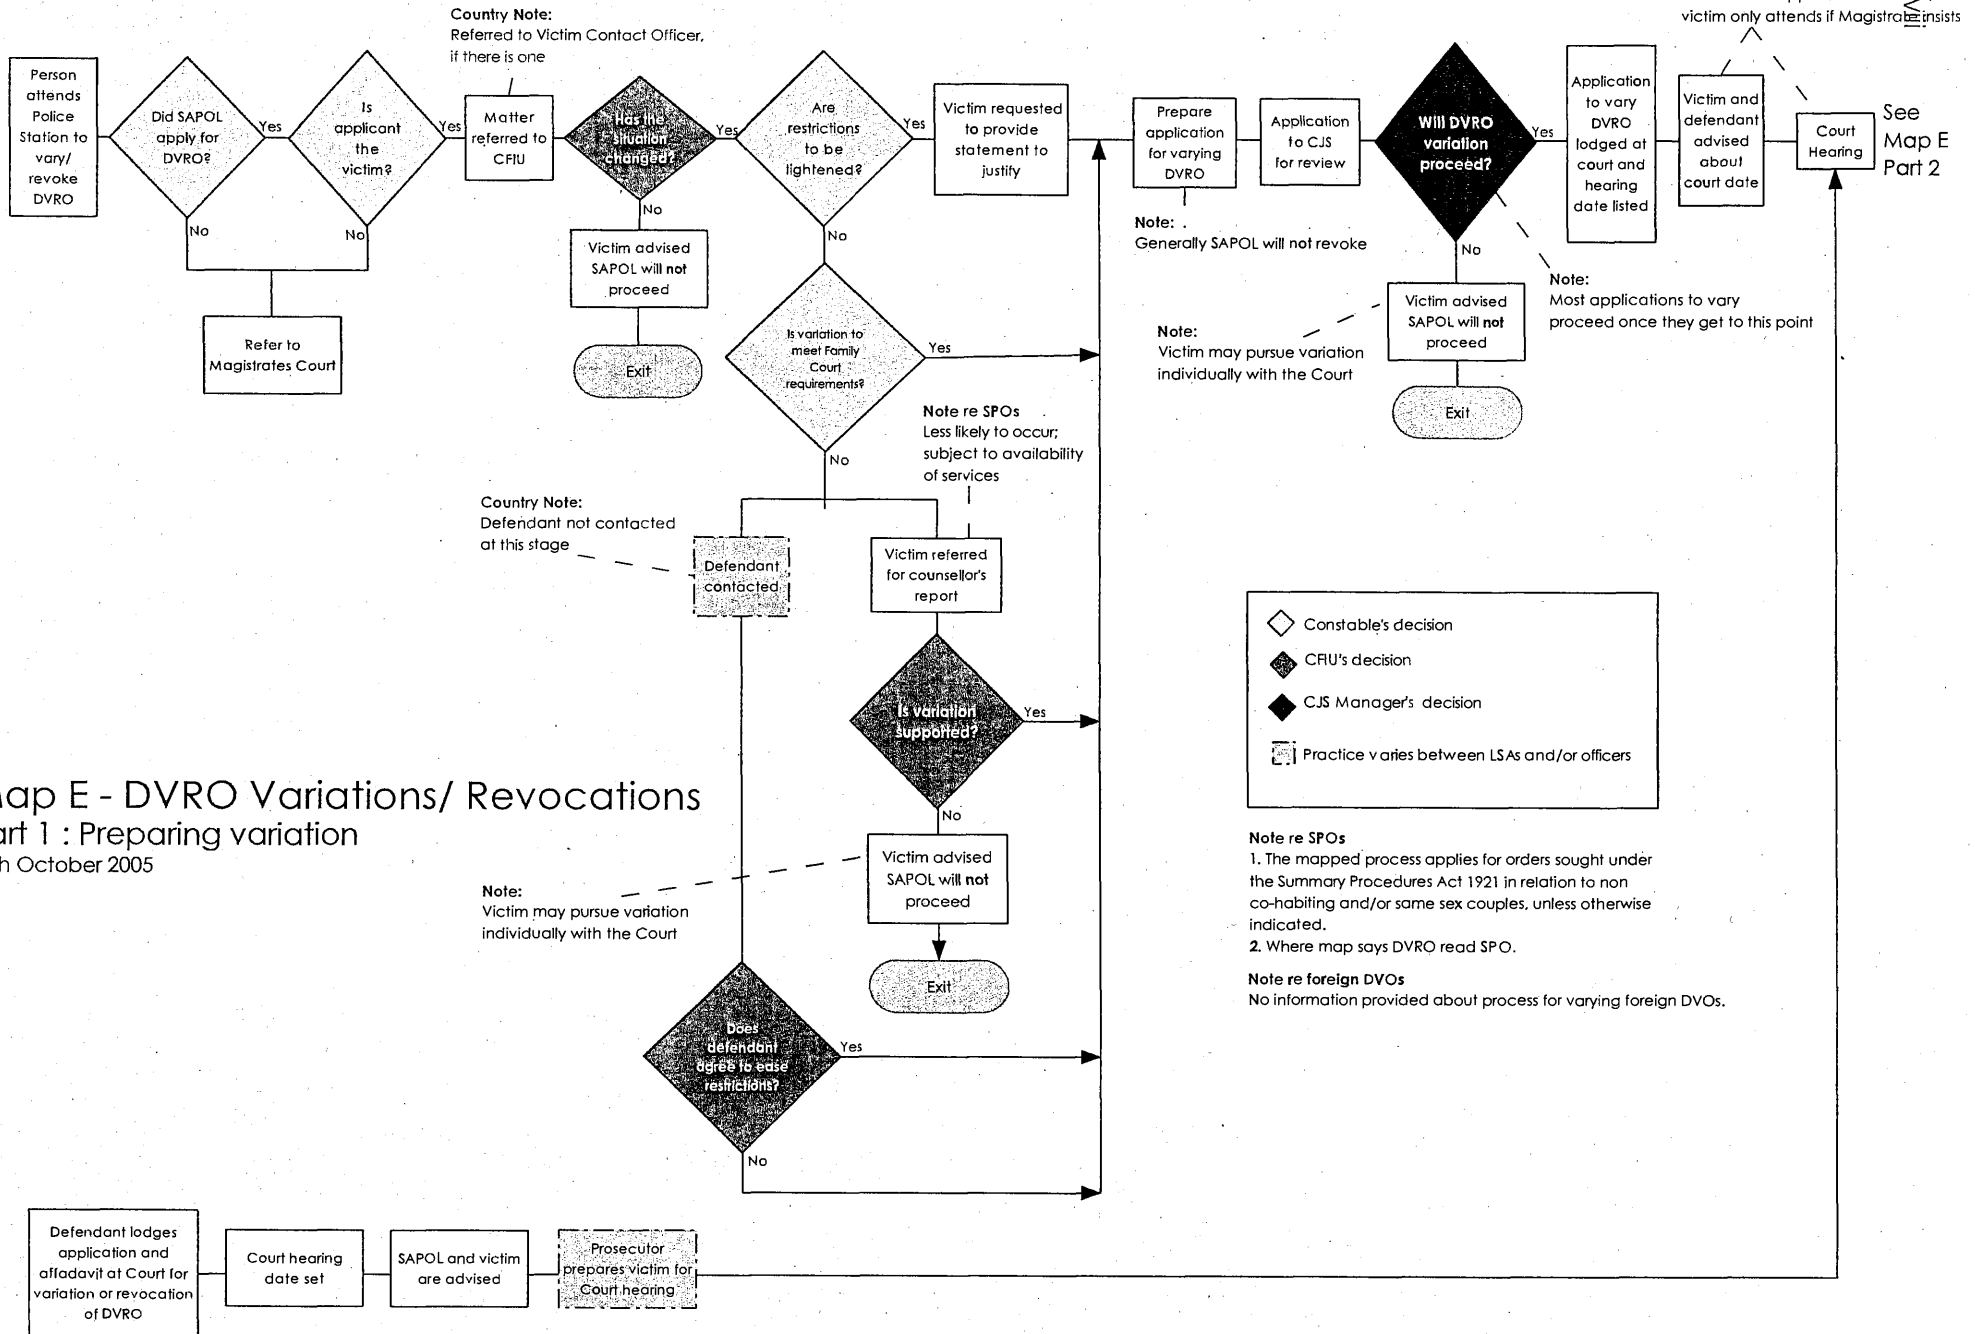 Country Note:
Referred to Victim Contact Officer,
if there is one
victim only attends if Magistrate insists
Person
attends
Police
Station to
vary/
revoke
DVRO
Did SAPOL
apply for
DVRO?
Yes
No
Is
applicant
the
victim?
Yes
No
Refer to
Magistrates Court
Matter
referred to
CFIU
Has the
situation
changed?
Yes
No
Victim advised
SAPOL will not
proceed
Exit
Are
restrictions
to be
lightened?
Yes
No
Victim requested
to provide
statement to
justify
Is variation to
meet Family
Court
requirements?
Yes
No
Prepare
application
for varying
DVRO
Note:
Generally SAPOL will not revoke
Application
to CJS
for review
Will DVRO
variation
proceed?
Yes
No
Note:
Most applications to vary
proceed once they get to this point
Victim advised
SAPOL will not
proceed
Exit
Note:
Victim may pursue variation
individually with the Court
Application
to vary
DVRO
lodged at
court and
hearing
date listed
Victim and
defendant
advised
about
court date
Court
Hearing
See
Map E
Part 2
Note re SPOs
Less likely to occur;
subject to availability
of services
Country Note:
Defendant not contacted
at this stage
Defendant
contacted
Victim referred
for counsellor's
report
Is variation
supported?
Yes
No
Victim advised
SAPOL will not
proceed
Exit
Note:
Victim may pursue variation
individually with the Court
Does
defendant
agree to ease
restrictions?
Yes
No
Constable's decision
CFIU's decision
CJS Manager's decision
Practice varies between LSAs and/or officers
Note re SPOs
1. The mapped process applies for orders sought under
the Summary Procedures Act 1921 in relation to non
co-habiting and/or same sex couples, unless otherwise
indicated.
2. Where map says DVRO read SPO.
Note re foreign DVOs
No information provided about process for varying foreign DVOs.
ap E - DVRO Variations/ Revocations
art 1 : Preparing variation
h October 2005
Defendant lodges
application and
affadavit at Court for
variation or revocation
of DVRO
Court hearing
date set
SAPOL and victim
are advised
Prosecutor
prepares victim for
Court hearing